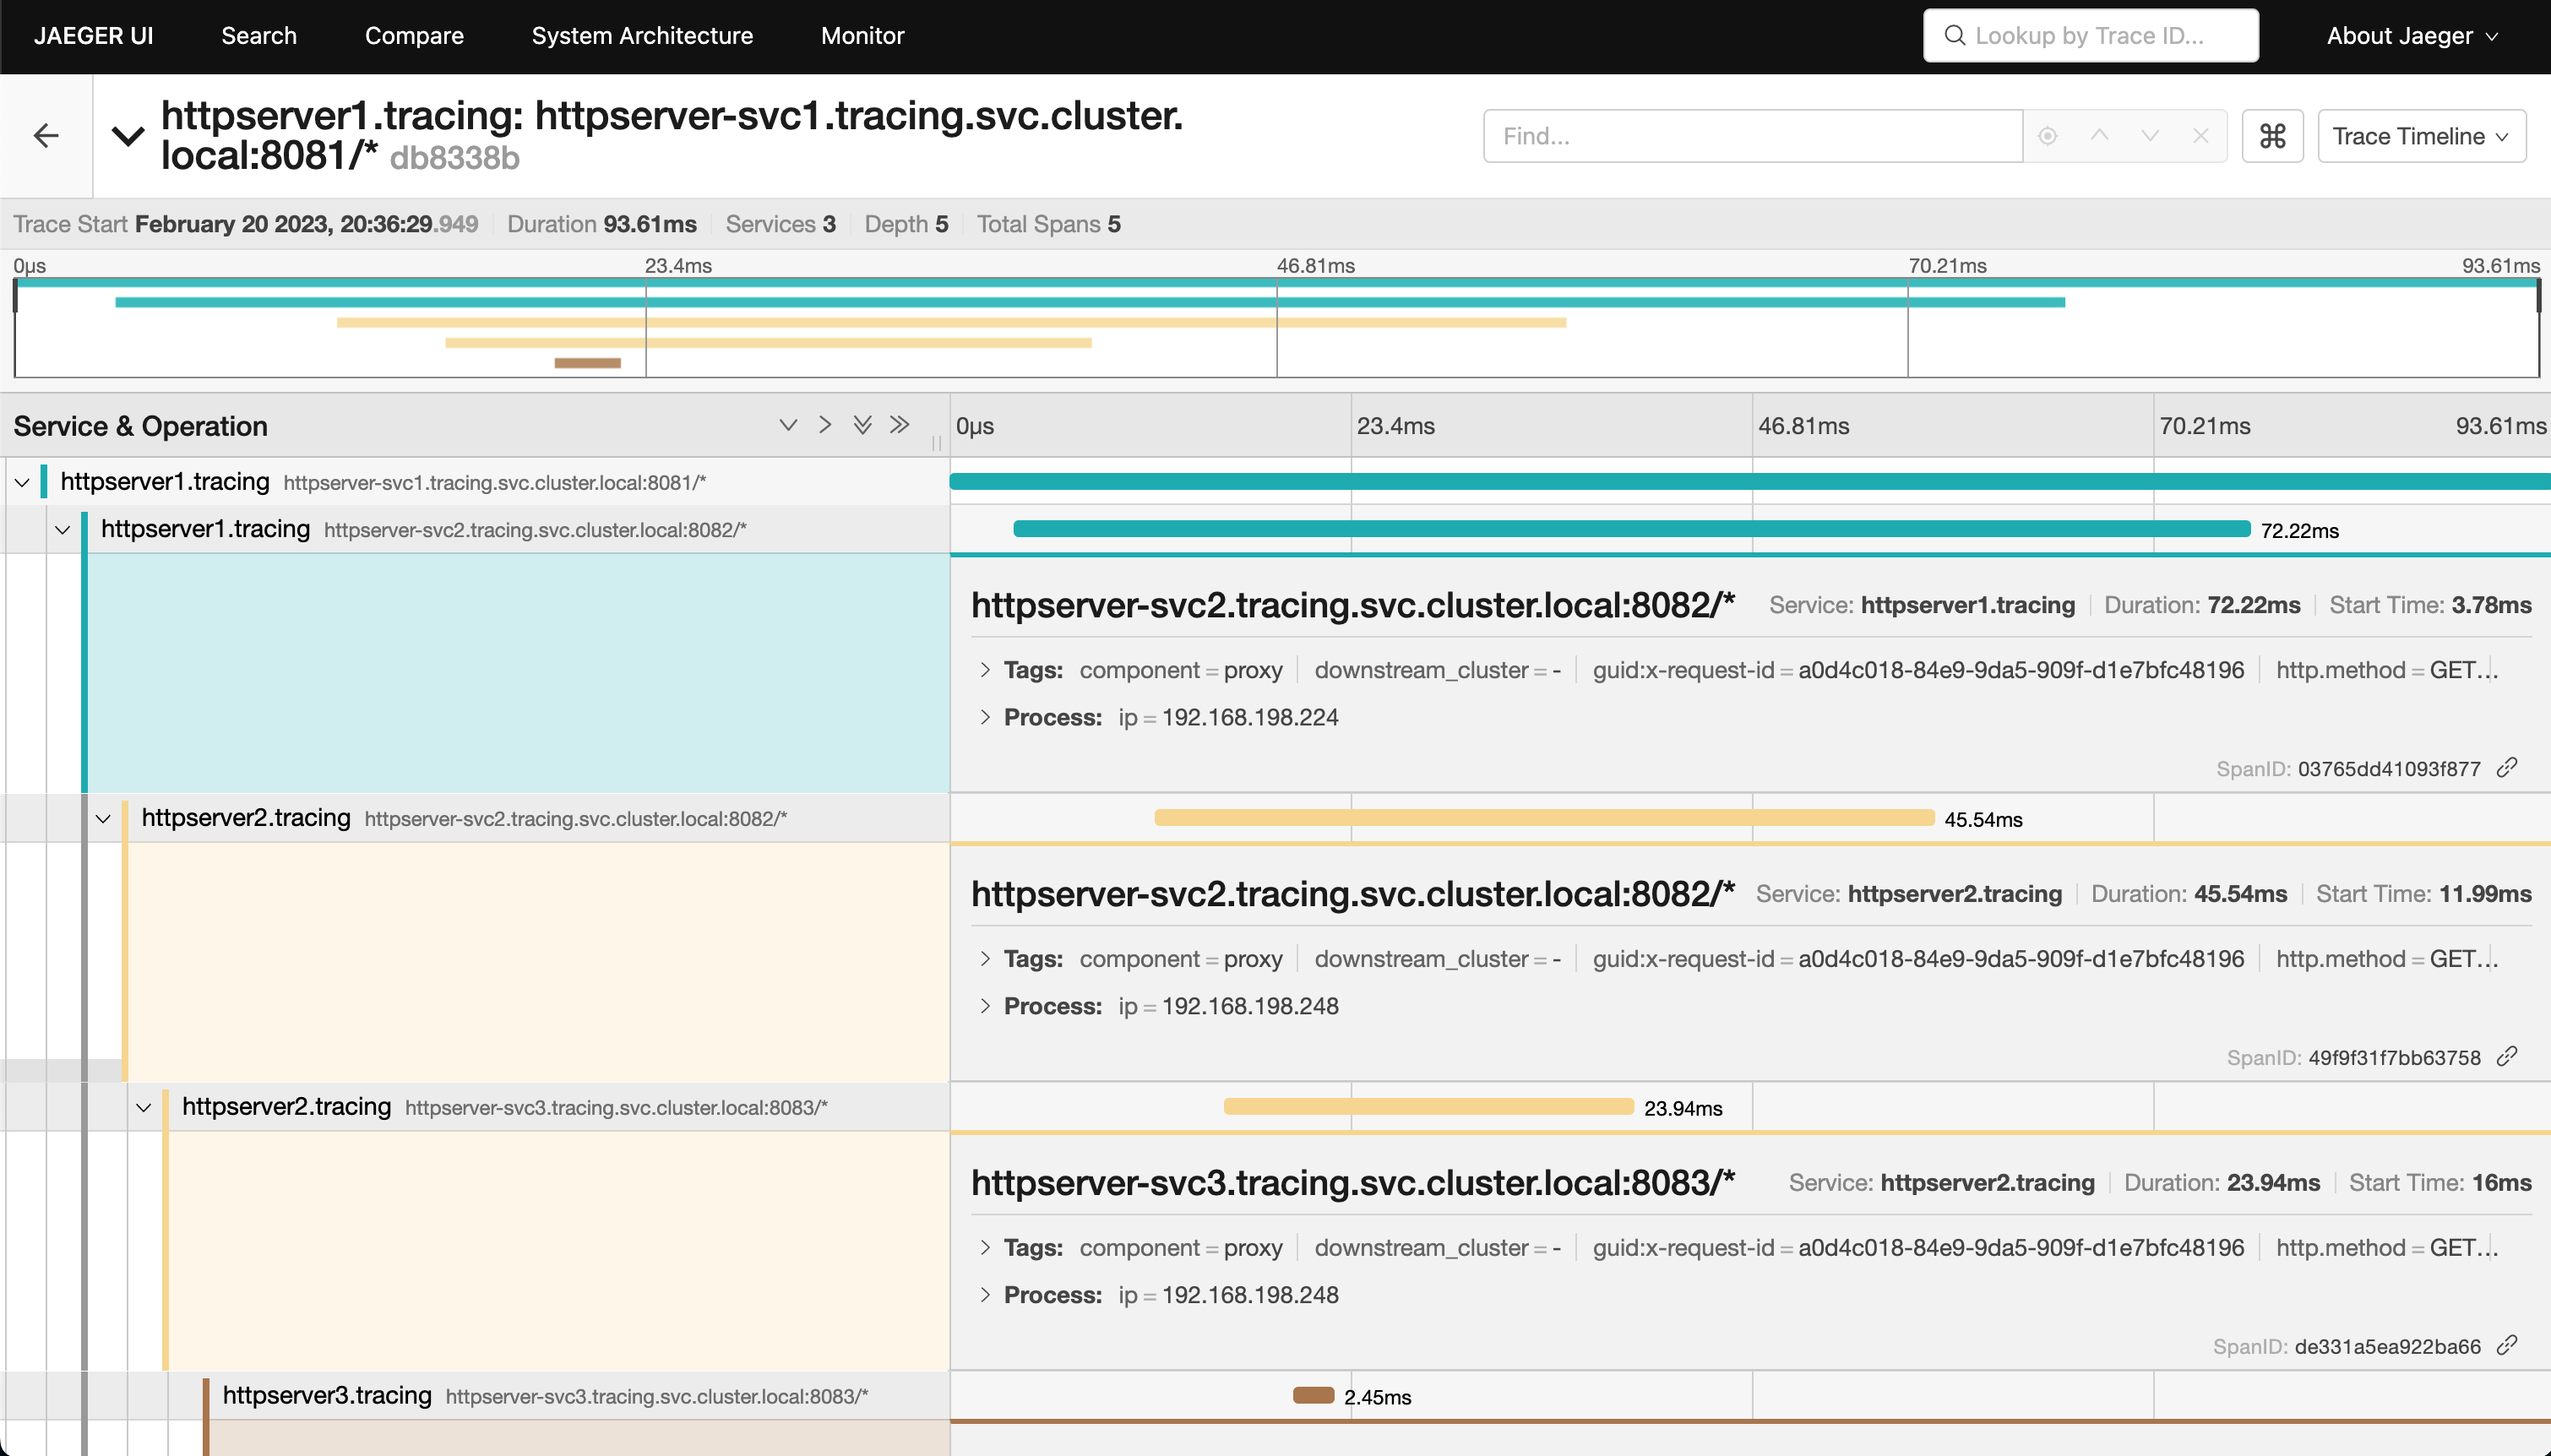 JAEGER UI Search Compare System Architecture Monitor Lookup by Trace ID... About Jaeger
httpserver1.tracing: httpserver-svc1.tracing.svc.cluster.
local:8081/* db8338b
Find... ⌘ Trace Timeline
Trace Start February 20 2023, 20:36:29.949 Duration 93.61ms Services 3 Depth 5 Total Spans 5
0μs 23.4ms 46.81ms 70.21ms 93.61ms
Service & Operation 0μs 23.4ms 46.81ms 70.21ms 93.61ms
httpserver1.tracing httpserver-svc1.tracing.svc.cluster.local:8081/*
httpserver1.tracing httpserver-svc2.tracing.svc.cluster.local:8082/* 72.22ms
httpserver-svc2.tracing.svc.cluster.local:8082/* Service: httpserver1.tracing Duration: 72.22ms Start Time: 3.78ms
Tags: component = proxy downstream_cluster = - guid:x-request-id = a0d4c018-84e9-9da5-909f-d1e7bfc48196 http.method = GET...
Process: ip = 192.168.198.224
SpanID: 03765dd41093f877
httpserver2.tracing httpserver-svc2.tracing.svc.cluster.local:8082/* 45.54ms
httpserver-svc2.tracing.svc.cluster.local:8082/* Service: httpserver2.tracing Duration: 45.54ms Start Time: 11.99ms
Tags: component = proxy downstream_cluster = - guid:x-request-id = a0d4c018-84e9-9da5-909f-d1e7bfc48196 http.method = GET...
Process: ip = 192.168.198.248
SpanID: 49f9f31f7bb63758
httpserver2.tracing httpserver-svc3.tracing.svc.cluster.local:8083/* 23.94ms
httpserver-svc3.tracing.svc.cluster.local:8083/* Service: httpserver2.tracing Duration: 23.94ms Start Time: 16ms
Tags: component = proxy downstream_cluster = - guid:x-request-id = a0d4c018-84e9-9da5-909f-d1e7bfc48196 http.method = GET...
Process: ip = 192.168.198.248
SpanID: de331a5ea922ba66
httpserver3.tracing httpserver-svc3.tracing.svc.cluster.local:8083/* 2.45ms